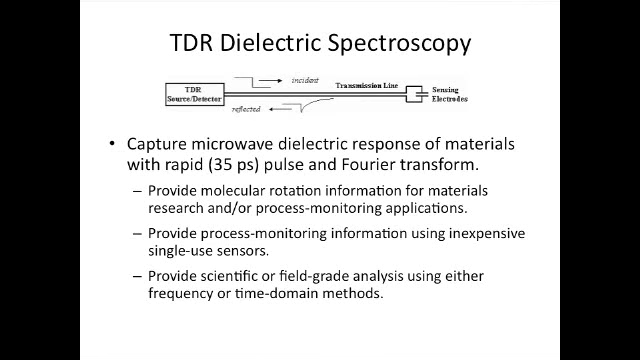 TDR Dielectric Spectroscopy
TDR
Source/Detector
incident
reflected
Transmission Line
Sensing
Electrodes
• Capture microwave dielectric response of materials
with rapid (35 ps) pulse and Fourier transform.
– Provide molecular rotation information for materials
research and/or process-monitoring applications.
– Provide process-monitoring information using inexpensive
single-use sensors.
– Provide scientific or field-grade analysis using either
frequency or time-domain methods.